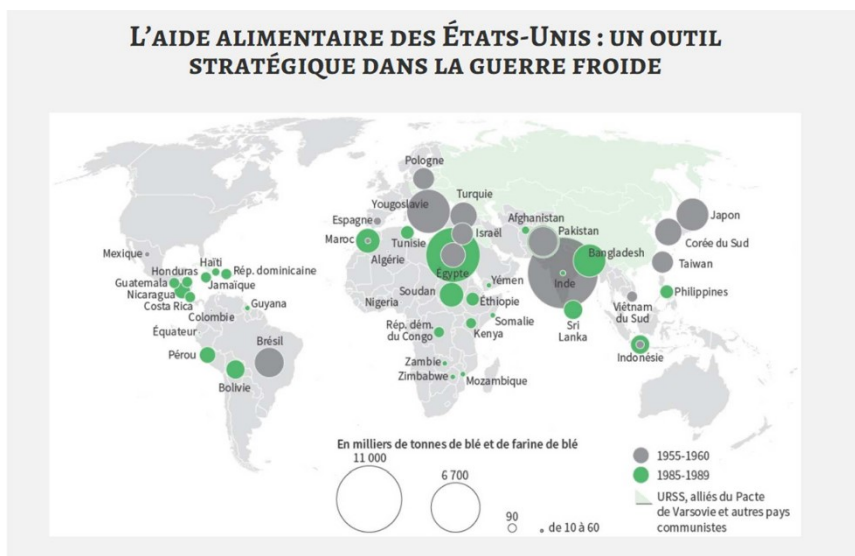 L'AIDE ALIMENTAIRE DES ÉTATS-UNIS : UN OUTIL
STRATÉGIQUE DANS LA GUERRE FROIDE
Pologne
Yougoslavie
Turquie
Espagne
Israël
Afghanistan
Pakistan
Japon
Corée du Sud
Maroc
Tunisie
Bangladesh
Mexique
Algérie
Taiwan
Haïti
Honduras
Rép. dominicaine
Égypte
Guatemala
Jamaïque
Yémen
Inde
Nicaragua
Soudan
Philippines
Costa Rica
Guyana
Nigeria
Éthiopie
Viêtnam
du Sud
Colombie
Somalie
Sri
Lanka
Équateur
Brésil
Rép. dém.
du Congo
Kenya
Indonésie
Pérou
Zambie
Bolivie
Zimbabwe
Mozambique
En milliers de tonnes de blé et de farine de blé
11 000
6 700
90
de 10 à 60
1955-1960
1985-1989
URSS, alliés du Pacte
de Varsovie et autres pays
communistes